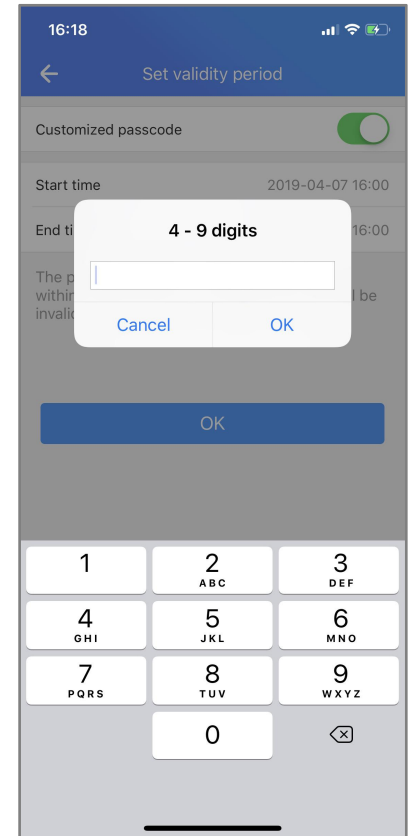 16:18
Set validity period
Customized passcode
Start time 2019-04-07 16:00
End ti 16:00
4 - 9 digits
The p
within l be
invalid
Cancel OK
OK
1 2 3
ABC DEF
4 5 6
GHI JKL MNO
7 8 9
PQRS TUV WXYZ
0